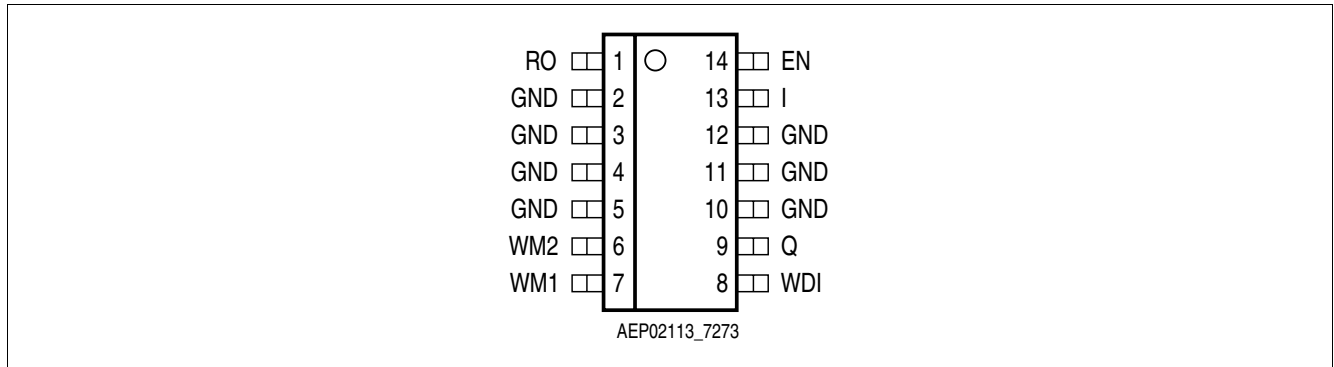 RO 1 14 EN
GND 2 13 I
GND 3 12 GND
GND 4 11 GND
GND 5 10 GND
WM2 6 9 Q
WM1 7 8 WDI
AEP02113_7273